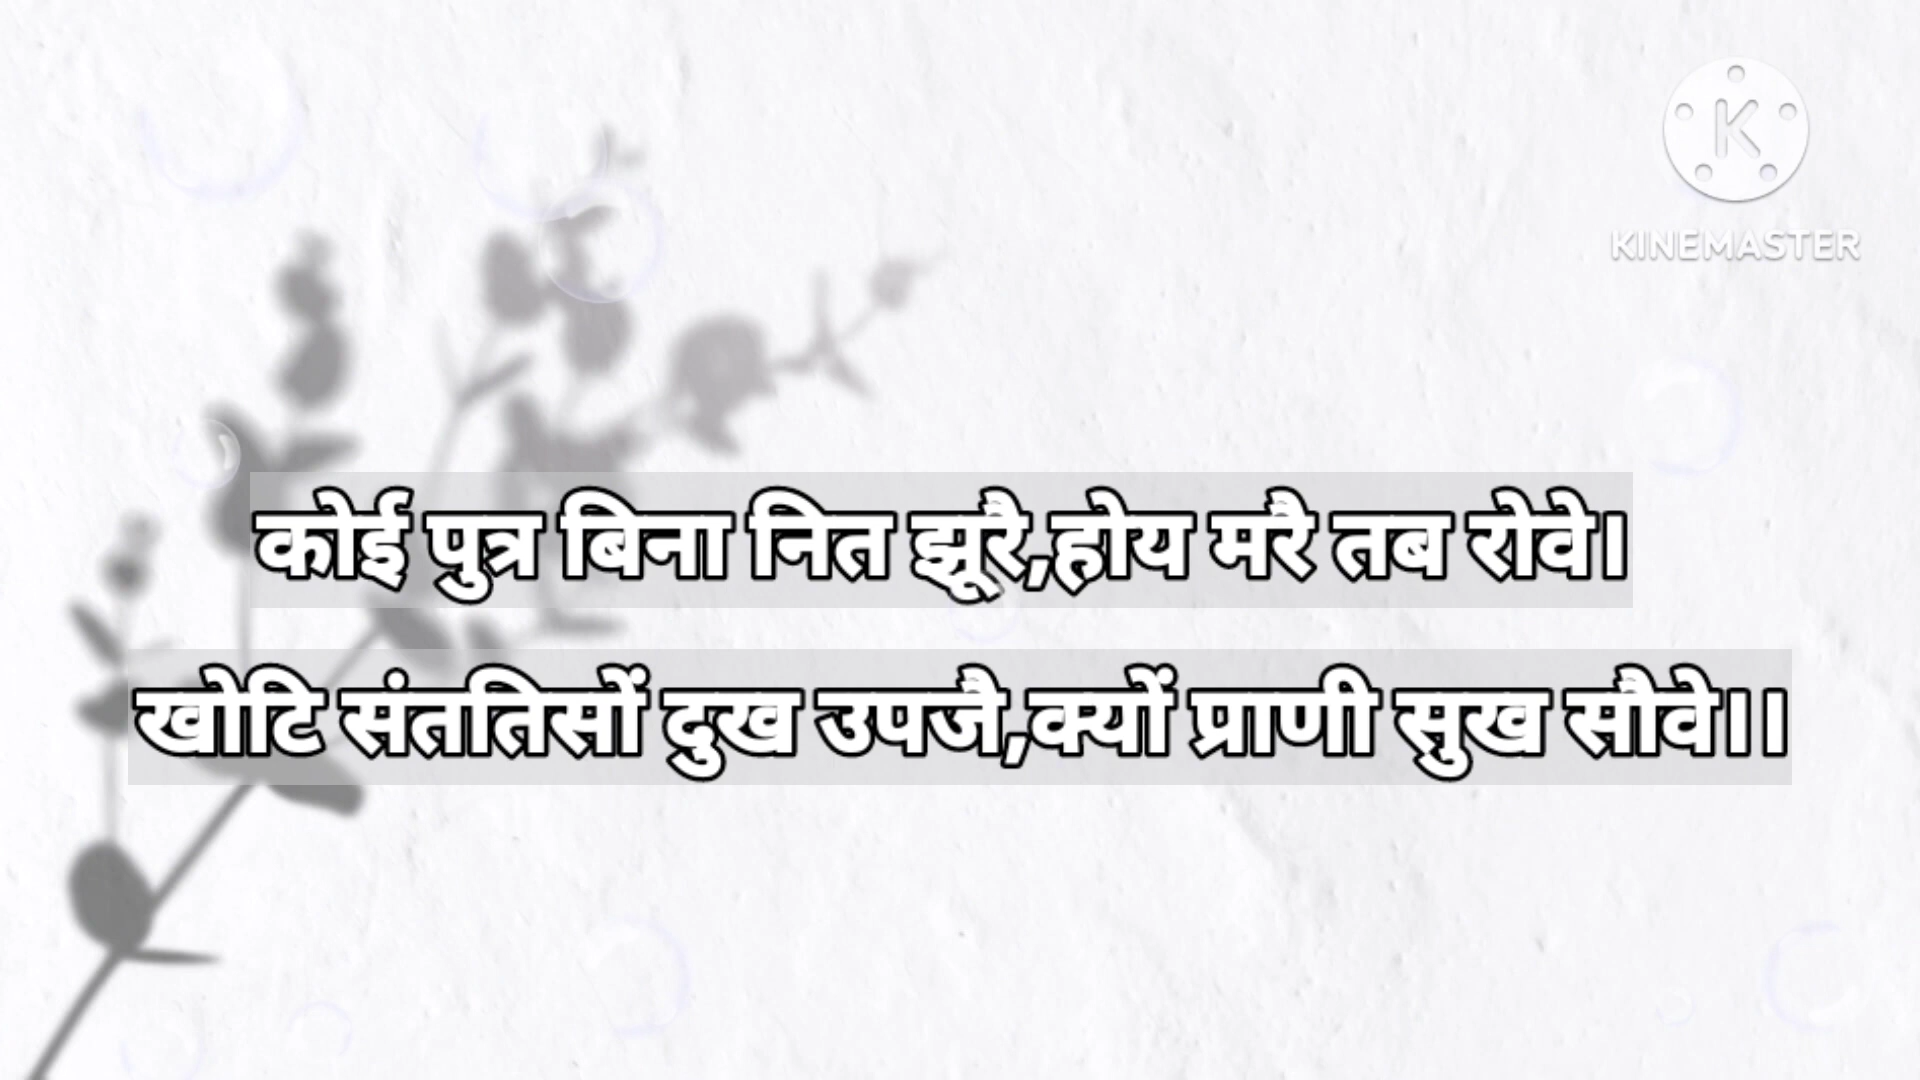 KINEMASTER
कोई पुत्र बिना नित झूरै,होय मरै तब रोवे।
खोटि संततिसों दुख उपजै,क्यों प्राणी सुख सौवे।।